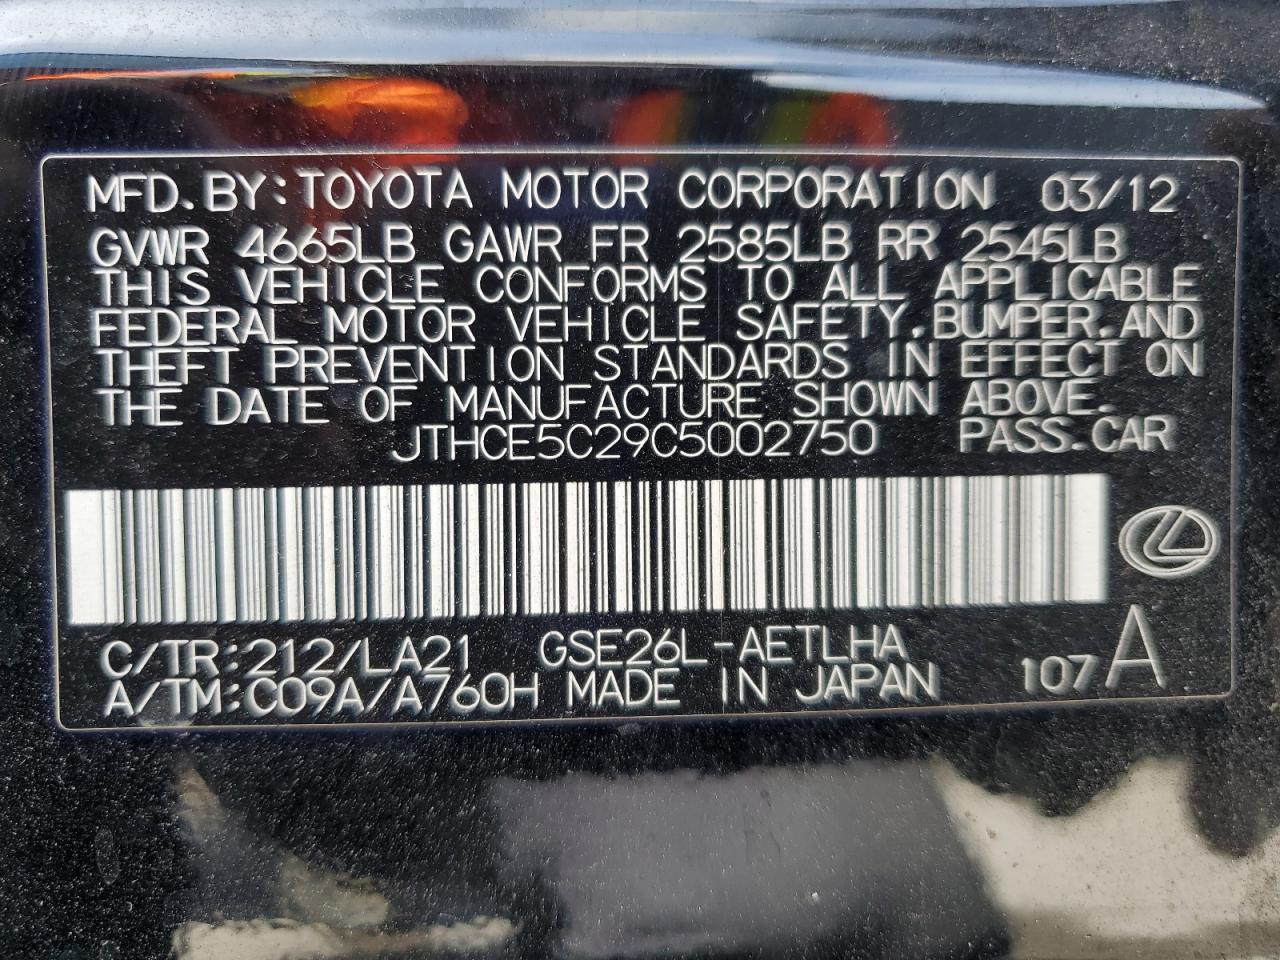 MFD. BY: TOYOTA MOTOR CORPORATION 03/12
GVWR 4665LB GAWR FR 2585LB RR 2545LB
THIS VEHICLE CONFORMS TO ALL APPLICABLE
FEDERAL MOTOR VEHICLE SAFETY, BUMPER, AND
THEFT PREVENTION STANDARDS IN EFFECT ON
THE DATE OF MANUFACTURE SHOWN ABOVE.
JTHCE5C29C5002750 PASS. CAR
C/TR: 212/LA21 GSE26L-AETLHA
A/TM: C09A/A760H MADE IN JAPAN 107 A